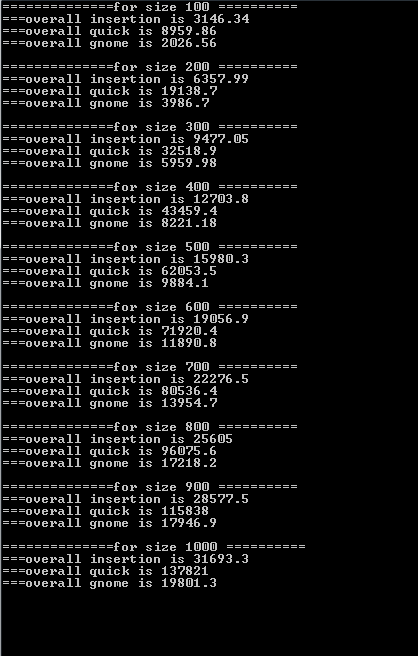 ==============for size 100 ==========
===overall insertion is 3146.34
===overall quick is 8959.86
===overall gnome is 2026.56
==============for size 200 ==========
===overall insertion is 6357.99
===overall quick is 19138.7
===overall gnome is 3986.7
==============for size 300 ==========
===overall insertion is 9477.05
===overall quick is 32518.9
===overall gnome is 5959.98
==============for size 400 ==========
===overall insertion is 12703.8
===overall quick is 43459.4
===overall gnome is 8221.18
==============for size 500 ==========
===overall insertion is 15980.3
===overall quick is 62053.5
===overall gnome is 9884.1
==============for size 600 ==========
===overall insertion is 19056.9
===overall quick is 71920.4
===overall gnome is 11890.8
==============for size 700 ==========
===overall insertion is 22276.5
===overall quick is 80536.4
===overall gnome is 13954.7
==============for size 800 ==========
===overall insertion is 25605
===overall quick is 96075.6
===overall gnome is 17218.2
==============for size 900 ==========
===overall insertion is 28577.5
===overall quick is 115838
===overall gnome is 17946.9
==============for size 1000 ==========
===overall insertion is 31693.3
===overall quick is 137821
===overall gnome is 19801.3